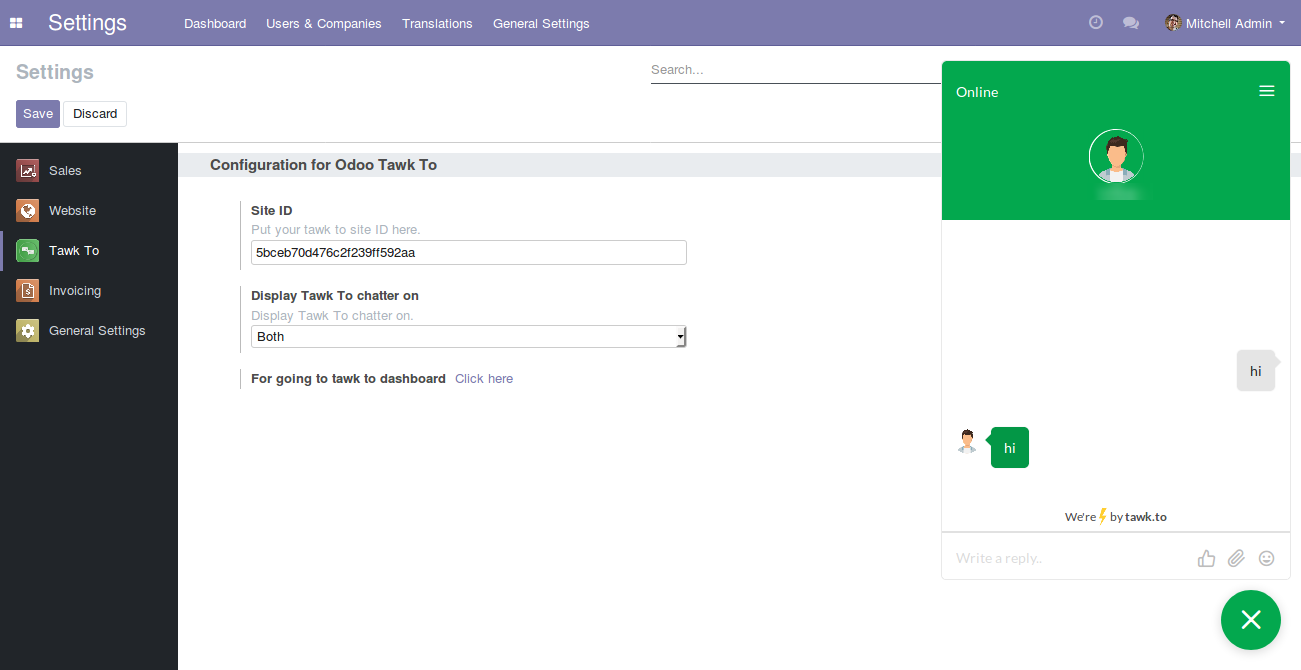 Settings Dashboard Users & Companies Translations General Settings Mitchell Admin
Settings
Search...
Save Discard
Sales
Website
Tawk To
Invoicing
General Settings
Configuration for Odoo Tawk To
Site ID
Put your tawk to site ID here.
5bceb70d476c2f239ff592aa
Display Tawk To chatter on
Display Tawk To chatter on.
Both
For going to tawk to dashboard Click here
Online
hi
hi
We're by tawk.to
Write a reply..